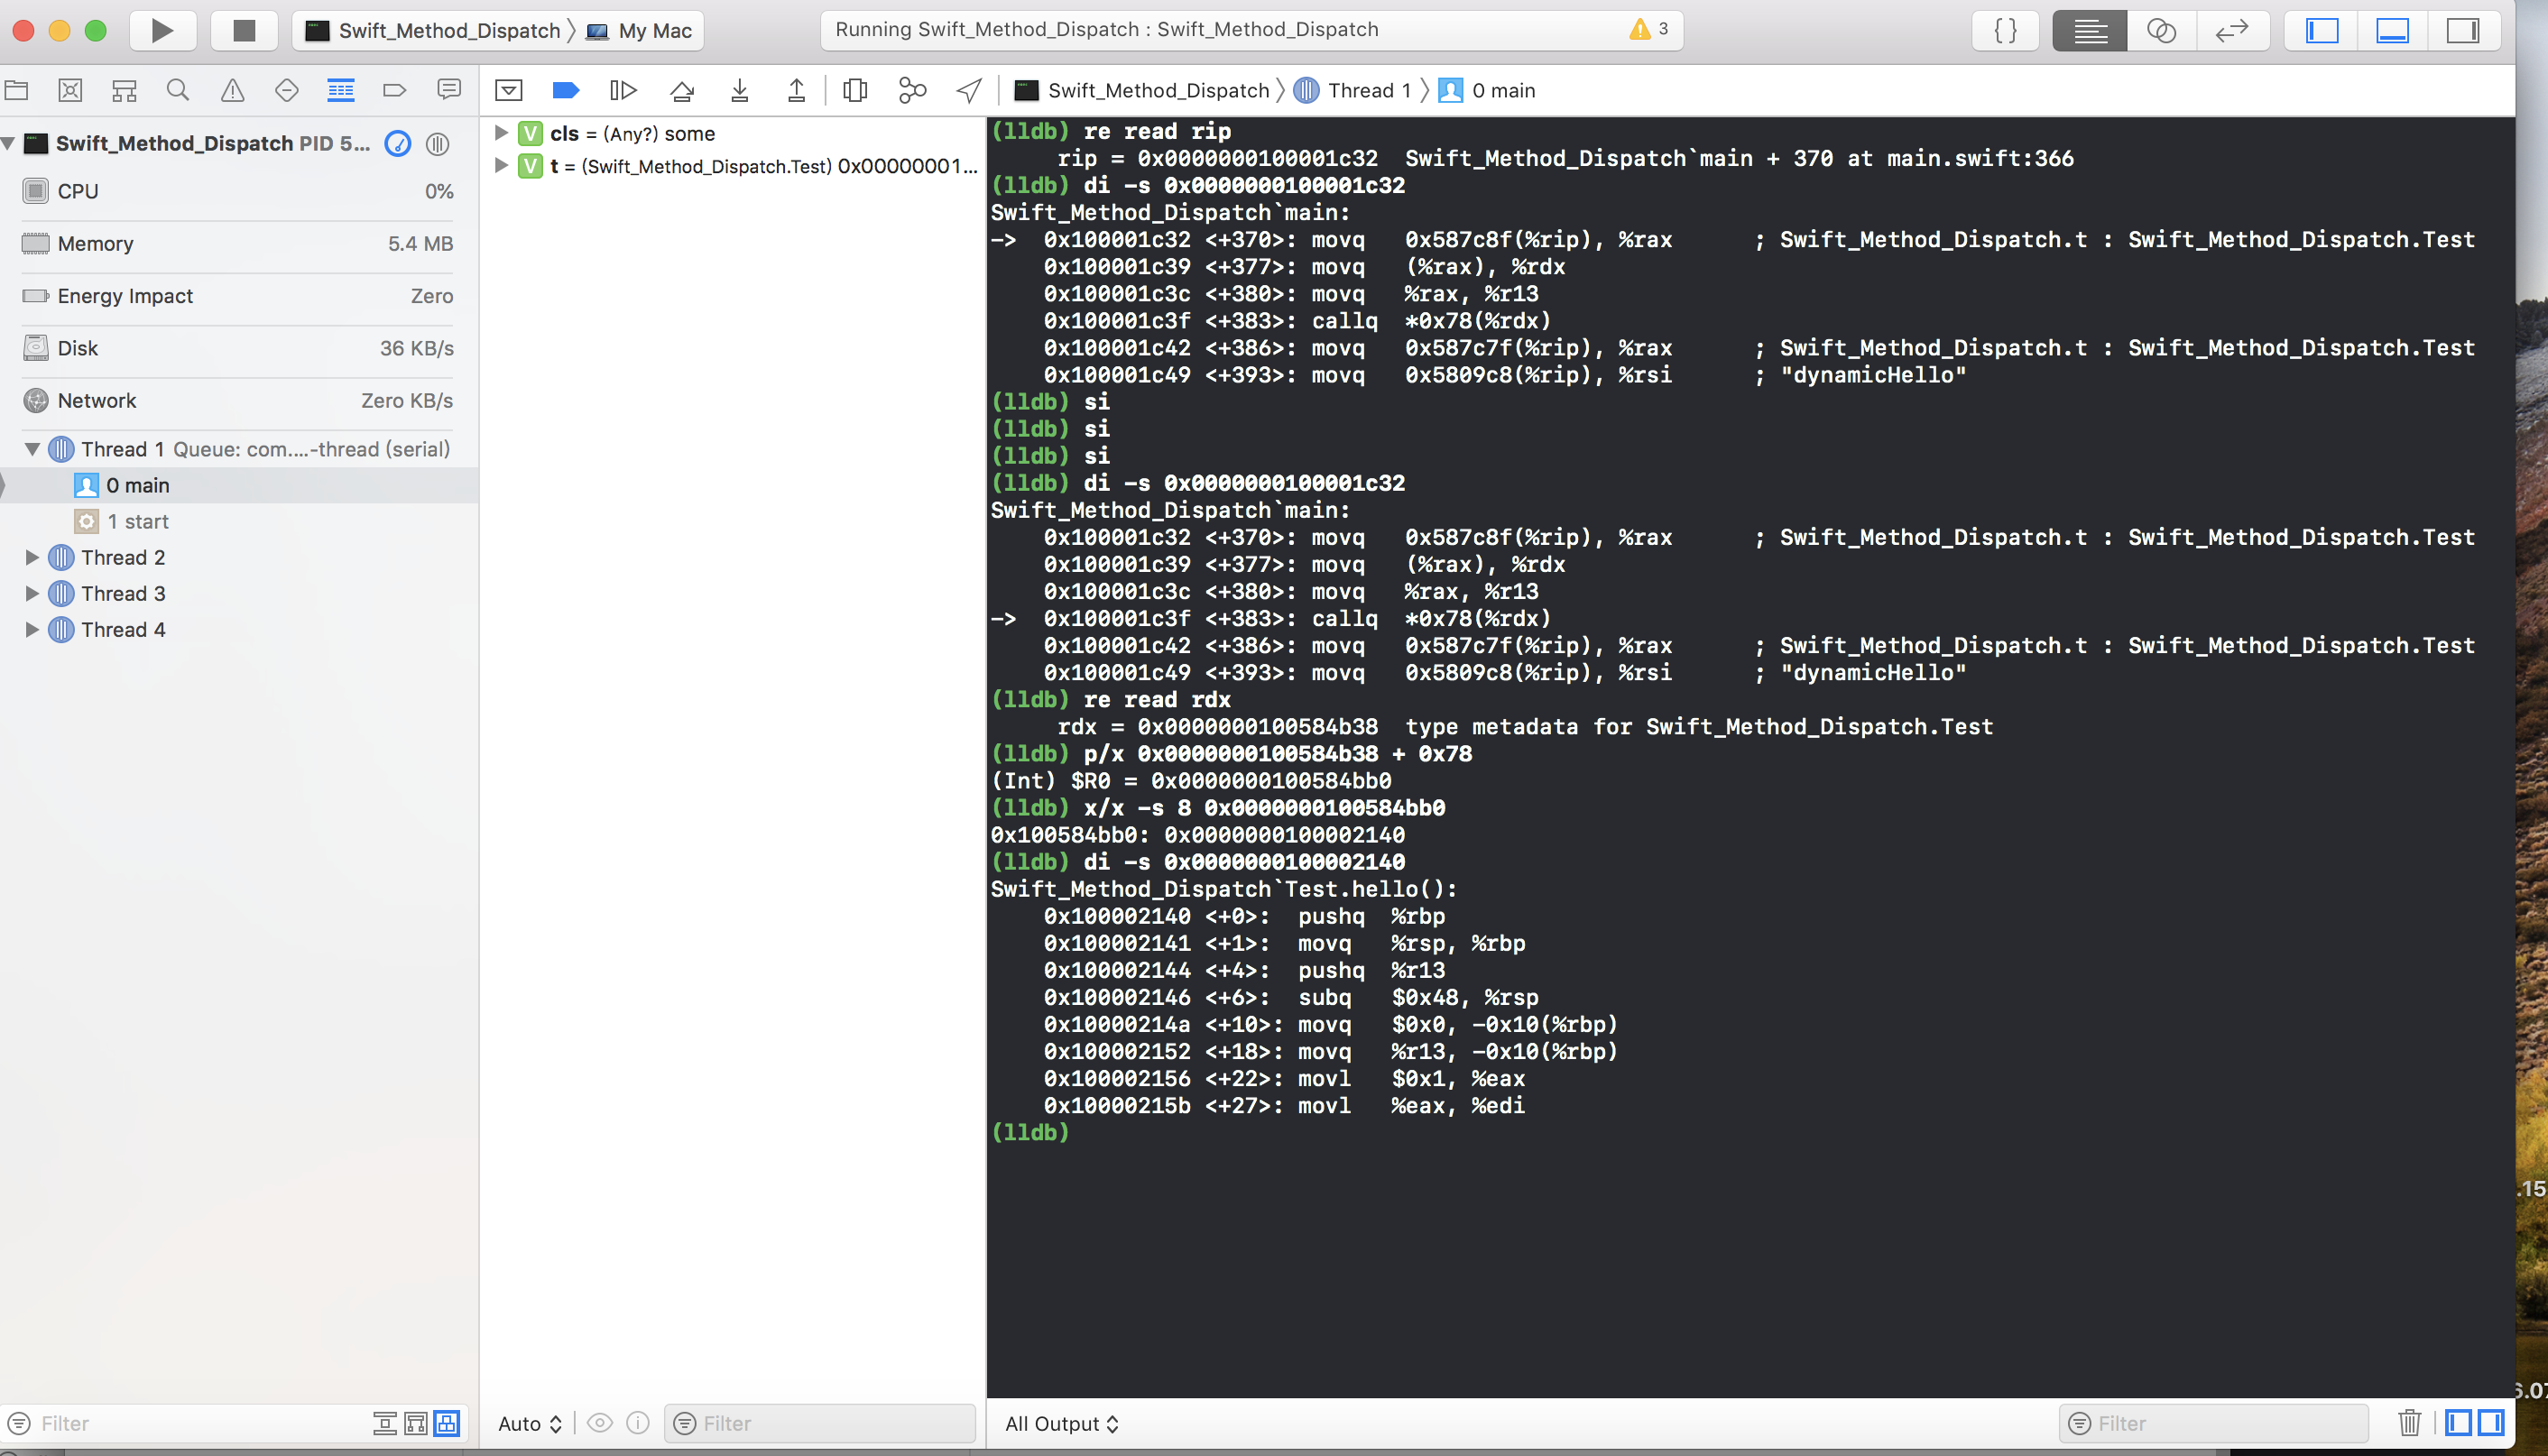 Swift_Method_Dispatch My Mac
Running Swift_Method_Dispatch : Swift_Method_Dispatch
3
{ }
Swift_Method_Dispatch PID 5...
CPU 0%
Memory 5.4 MB
Energy Impact Zero
Disk 36 KB/s
Network Zero KB/s
Thread 1 Queue: com....-thread (serial)
0 main
1 start
Thread 2
Thread 3
Thread 4
Filter
Swift_Method_Dispatch Thread 1 0 main
V cls = (Any?) some
V t = (Swift_Method_Dispatch.Test) 0x00000001...
Auto Filter
(lldb) re read rip
rip = 0x0000000100001c32 Swift_Method_Dispatch`main + 370 at main.swift:366
(lldb) di -s 0x0000000100001c32
Swift_Method_Dispatch`main:
-> 0x100001c32 <+370>: movq 0x587c8f(%rip), %rax ; Swift_Method_Dispatch.t : Swift_Method_Dispatch.Test
0x100001c39 <+377>: movq (%rax), %rdx
0x100001c3c <+380>: movq %rax, %r13
0x100001c3f <+383>: callq *0x78(%rdx)
0x100001c42 <+386>: movq 0x587c7f(%rip), %rax ; Swift_Method_Dispatch.t : Swift_Method_Dispatch.Test
0x100001c49 <+393>: movq 0x5809c8(%rip), %rsi ; "dynamicHello"
(lldb) si
(lldb) si
(lldb) si
(lldb) di -s 0x0000000100001c32
Swift_Method_Dispatch`main:
0x100001c32 <+370>: movq 0x587c8f(%rip), %rax ; Swift_Method_Dispatch.t : Swift_Method_Dispatch.Test
0x100001c39 <+377>: movq (%rax), %rdx
0x100001c3c <+380>: movq %rax, %r13
-> 0x100001c3f <+383>: callq *0x78(%rdx)
0x100001c42 <+386>: movq 0x587c7f(%rip), %rax ; Swift_Method_Dispatch.t : Swift_Method_Dispatch.Test
0x100001c49 <+393>: movq 0x5809c8(%rip), %rsi ; "dynamicHello"
(lldb) re read rdx
rdx = 0x0000000100584b38 type metadata for Swift_Method_Dispatch.Test
(lldb) p/x 0x0000000100584b38 + 0x78
(Int) $R0 = 0x0000000100584bb0
(lldb) x/x -s 8 0x0000000100584bb0
0x100584bb0: 0x0000000100002140
(lldb) di -s 0x0000000100002140
Swift_Method_Dispatch`Test.hello():
0x100002140 <+0>: pushq %rbp
0x100002141 <+1>: movq %rsp, %rbp
0x100002144 <+4>: pushq %r13
0x100002146 <+6>: subq $0x48, %rsp
0x10000214a <+10>: movq $0x0, -0x10(%rbp)
0x100002152 <+18>: movq %r13, -0x10(%rbp)
0x100002156 <+22>: movl $0x1, %eax
0x10000215b <+27>: movl %eax, %edi
(lldb)
All Output Filter
.15